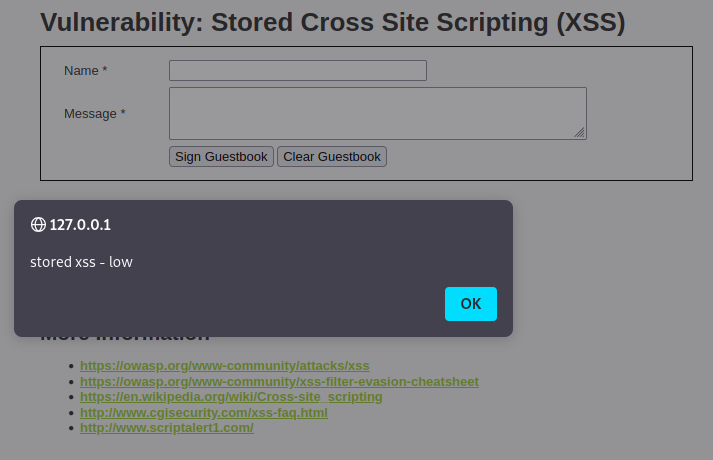 Vulnerability: Stored Cross Site Scripting (XSS)
Name *
Message *
Sign Guestbook Clear Guestbook
127.0.0.1
stored xss - low
OK
More Information
https://owasp.org/www-community/attacks/xss
https://owasp.org/www-community/xss-filter-evasion-cheatsheet
https://en.wikipedia.org/wiki/Cross-site_scripting
http://www.cgisecurity.com/xss-faq.html
http://www.scriptalert1.com/